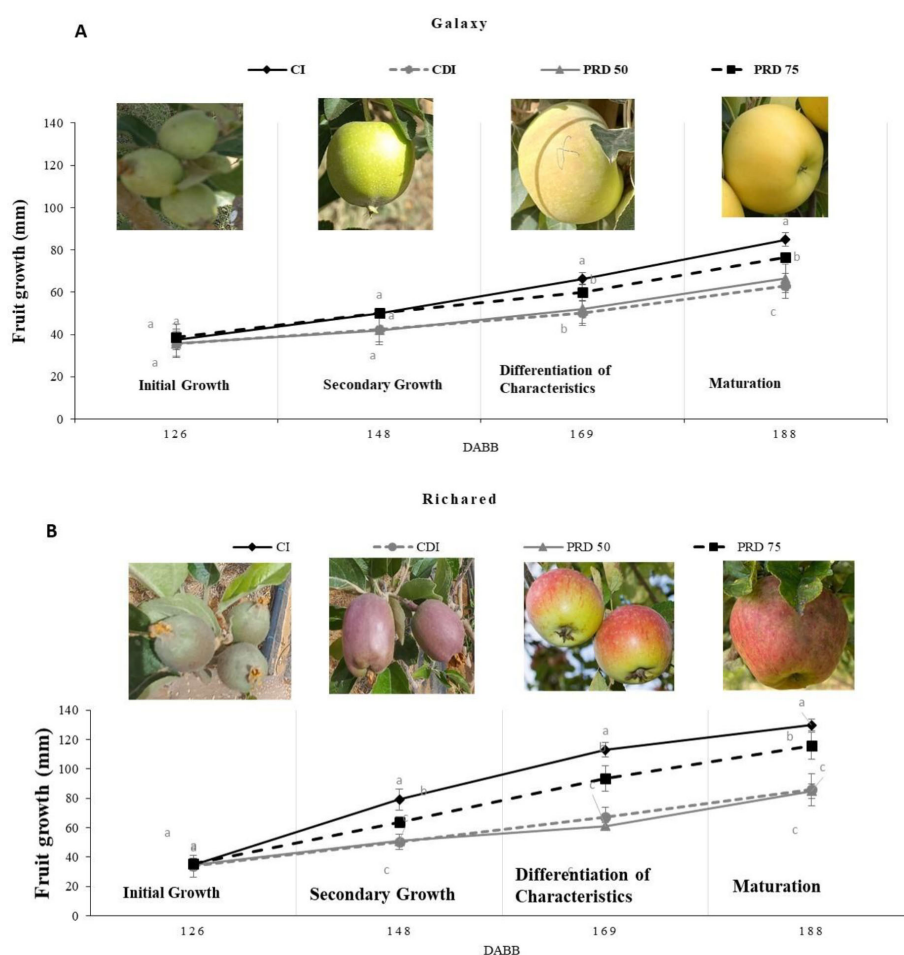 Galaxy
A
CI CDI PRD 50 PRD 75
140
120
100
80
60
40
20
0
Fruit growth (mm)
a a a
a a a
a b b
a b c
Initial Growth
Secondary Growth
Differentiation of
Characteristics
Maturation
126 148 169 188
DABB
Richared
B
CI CDI PRD 50 PRD 75
140
120
100
80
60
40
20
0
Fruit growth (mm)
a a
a b c
a c c
a b c c
Initial Growth
Secondary Growth
Differentiation of
Characteristics
Maturation
126 148 169 188
DABB